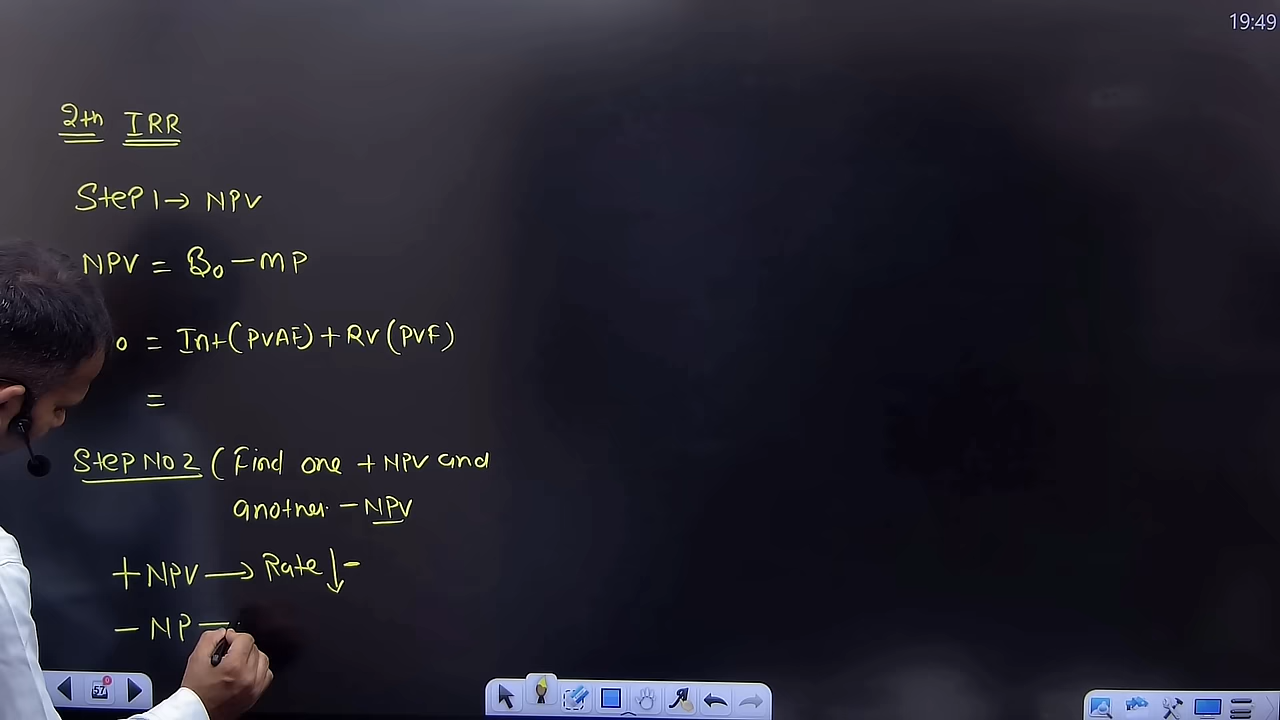 19:49
2th IRR
Step 1 → NPV
NPV = B₀ - MP
₀ = Int (PVAF) + RV (PVF)
=
Step No 2 ( Find one + NPV and
another - NPV
+ NPV → Rate ↓ -
- NP
57